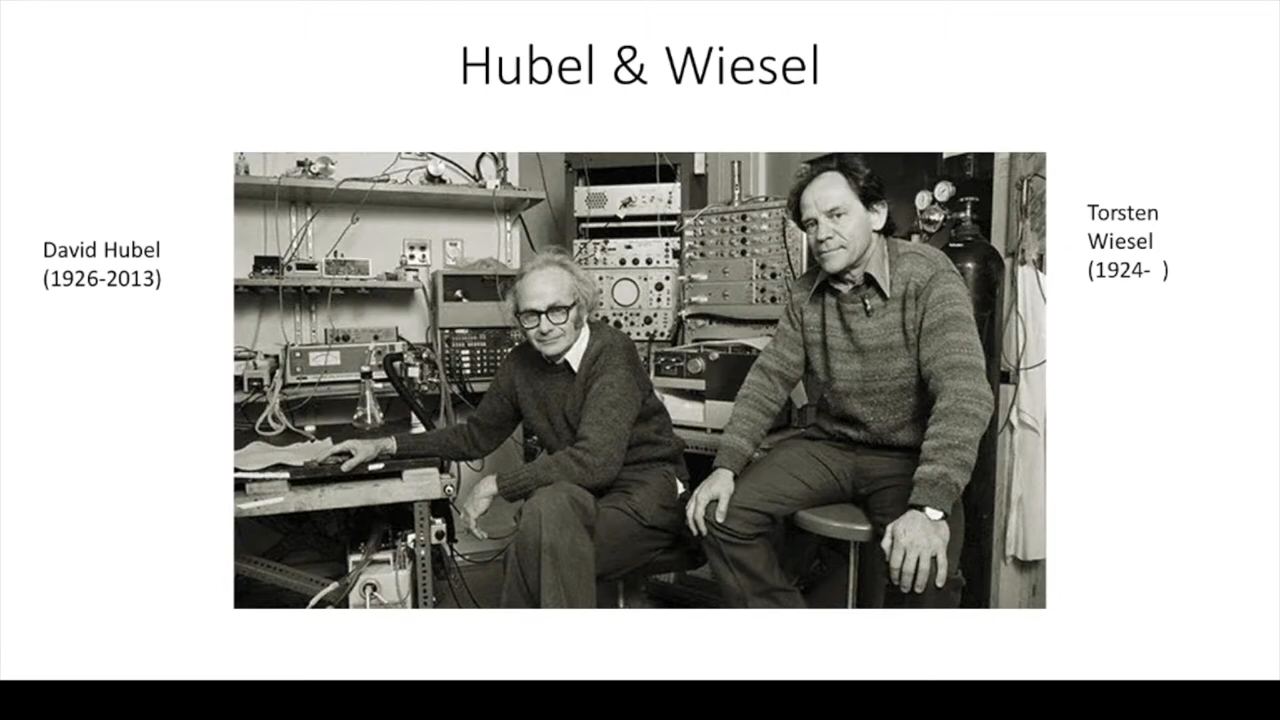 Hubel & Wiesel
David Hubel
(1926-2013)
Torsten
Wiesel
(1924-  )